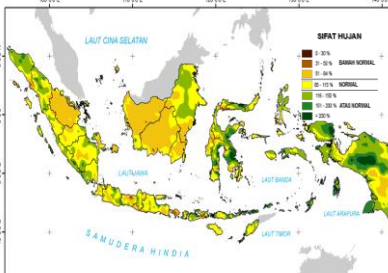 LAUT CINA SELATAN
SIFAT HUJAN
0 - 30 %
31 - 50 % BAWAH NORMAL
51 - 84 %
85 - 115 % NORMAL
116 - 150 %
151 - 200 % ATAS NORMAL
> 200 %
LAUT JAWA
LAUT BANDA
LAUT ARAFURA
LAUT TIMOR
SAMUDERA HINDIA